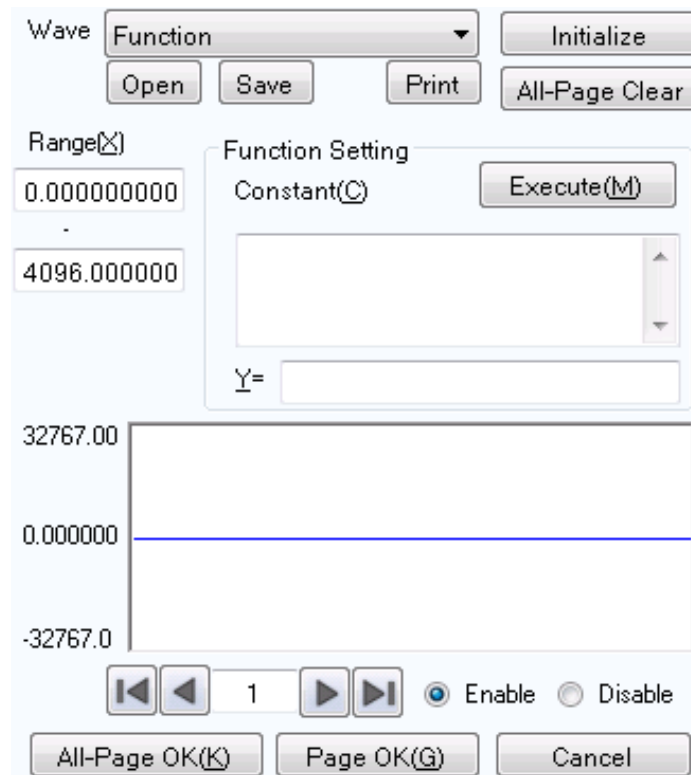 Wave Function Initialize
Open Save Print All-Page Clear
Range(X)
0.000000000
-
4096.000000
Function Setting
Constant(C) Execute(M)
Y=
32767.00
0.000000
-32767.0
1 Enable Disable
All-Page OK(K) Page OK(G) Cancel